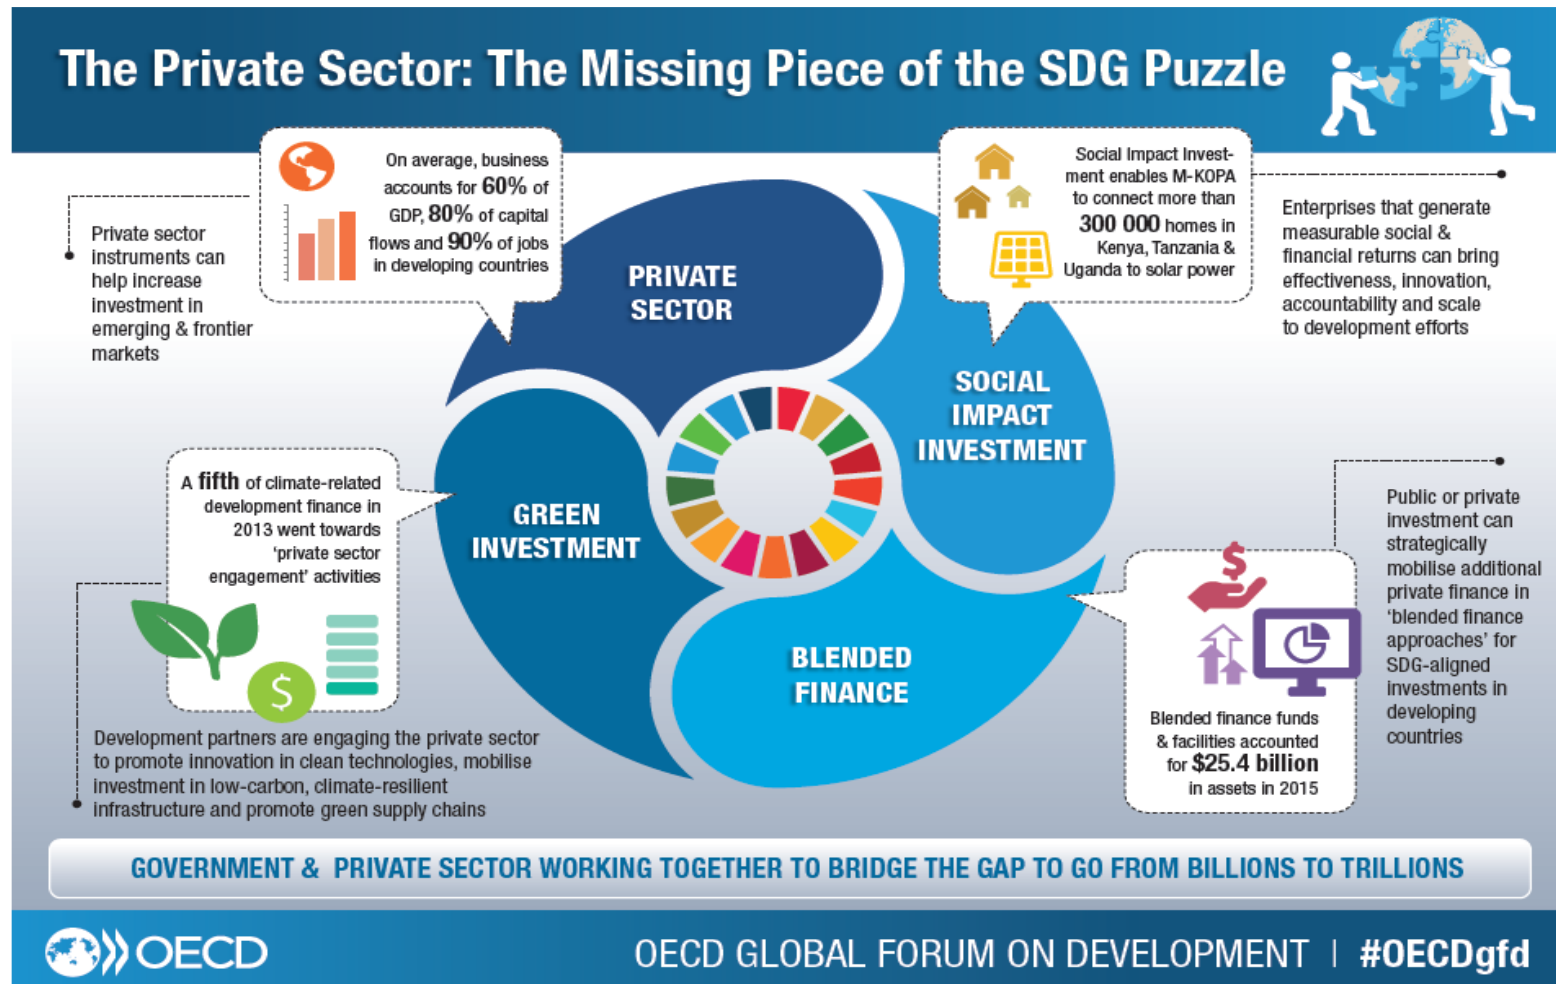 The Private Sector: The Missing Piece of the SDG Puzzle
On average, business
accounts for 60% of
GDP, 80% of capital
flows and 90% of jobs
in developing countries
Private sector
instruments can
help increase
investment in
emerging & frontier
markets
PRIVATE
SECTOR
Social Impact Invest-
ment enables M-KOPA
to connect more than
300 000 homes in
Kenya, Tanzania &
Uganda to solar power
Enterprises that generate
measurable social &
financial returns can bring
effectiveness, innovation,
accountability and scale
to development efforts
SOCIAL
IMPACT
INVESTMENT
A fifth of climate-related
development finance in
2013 went towards
‘private sector
engagement’ activities
$
GREEN
INVESTMENT
Development partners are engaging the private sector
to promote innovation in clean technologies, mobilise
investment in low-carbon, climate-resilient
infrastructure and promote green supply chains
BLENDED
FINANCE
$
Blended finance funds
& facilities accounted
for $25.4 billion
in assets in 2015
Public or private
investment can
strategically
mobilise additional
private finance in
‘blended finance
approaches’ for
SDG-aligned
investments in
developing
countries
GOVERNMENT & PRIVATE SECTOR WORKING TOGETHER TO BRIDGE THE GAP TO GO FROM BILLIONS TO TRILLIONS
OECD
OECD GLOBAL FORUM ON DEVELOPMENT | #OECDgfd